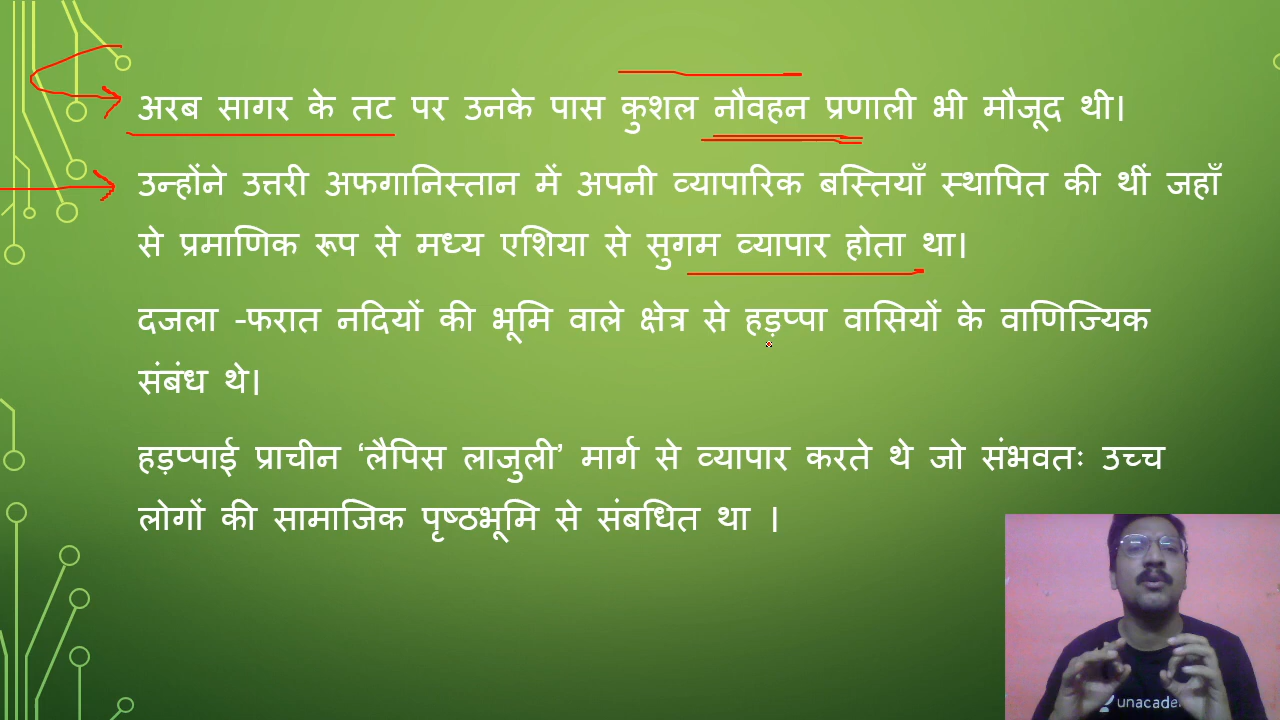 अरब सागर के तट पर उनके पास कुशल नौवहन प्रणाली भी मौजूद थी।
उन्होंने उत्तरी अफगानिस्तान में अपनी व्यापारिक बस्तियाँ स्थापित की थीं जहाँ
से प्रमाणिक रूप से मध्य एशिया से सुगम व्यापार होता था।
दजला -फरात नदियों की भूमि वाले क्षेत्र से हड़प्पा वासियों के वाणिज्यिक
संबंध थे।
हड़प्पाई प्राचीन ‘लैपिस लाजुली’ मार्ग से व्यापार करते थे जो संभवतः उच्च
लोगों की सामाजिक पृष्ठभूमि से संबधित था ।